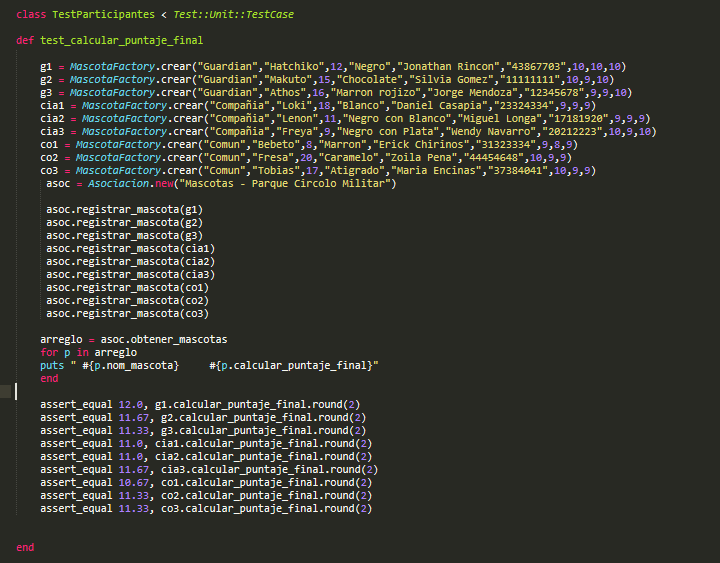 class TestParticipantes < Test::Unit::TestCase
def test_calcular_puntaje_final
g1 = MascotaFactory.crear("Guardian","Hatchiko",12,"Negro","Jonathan Rincon","43867703",10,10,10)
g2 = MascotaFactory.crear("Guardian","Makuto",15,"Chocolate","Silvia Gomez","11111111",10,9,10)
g3 = MascotaFactory.crear("Guardian","Athos",16,"Marron rojizo","Jorge Mendoza","12345678",9,9,10)
cia1 = MascotaFactory.crear("Compañia","Loki",18,"Blanco","Daniel Casapia","23324334",9,9,9)
cia2 = MascotaFactory.crear("Compañia","Lenon",11,"Negro con Blanco","Miguel Longa","17181920",9,9,9)
cia3 = MascotaFactory.crear("Compañia","Freya",9,"Negro con Plata","Wendy Navarro","20212223",10,9,10)
co1 = MascotaFactory.crear("Comun","Bebeto",8,"Marron","Erick Chirinos","31323334",9,8,9)
co2 = MascotaFactory.crear("Comun","Fresa",20,"Caramelo","Zoila Pena","44454648",10,9,9)
co3 = MascotaFactory.crear("Comun","Tobias",17,"Atigrado","Maria Encinas","37384041",10,9,9)
asoc = Asociacion.new("Mascotas - Parque Circolo Militar")
asoc.registrar_mascota(g1)
asoc.registrar_mascota(g2)
asoc.registrar_mascota(g3)
asoc.registrar_mascota(cia1)
asoc.registrar_mascota(cia2)
asoc.registrar_mascota(cia3)
asoc.registrar_mascota(co1)
asoc.registrar_mascota(co2)
asoc.registrar_mascota(co3)
arreglo = asoc.obtener_mascotas
for p in arreglo
puts " #{p.nom_mascota}     #{p.calcular_puntaje_final}"
end
assert_equal 12.0, g1.calcular_puntaje_final.round(2)
assert_equal 11.67, g2.calcular_puntaje_final.round(2)
assert_equal 11.33, g3.calcular_puntaje_final.round(2)
assert_equal 11.0, cia1.calcular_puntaje_final.round(2)
assert_equal 11.0, cia2.calcular_puntaje_final.round(2)
assert_equal 11.67, cia3.calcular_puntaje_final.round(2)
assert_equal 10.67, co1.calcular_puntaje_final.round(2)
assert_equal 11.33, co2.calcular_puntaje_final.round(2)
assert_equal 11.33, co3.calcular_puntaje_final.round(2)
end